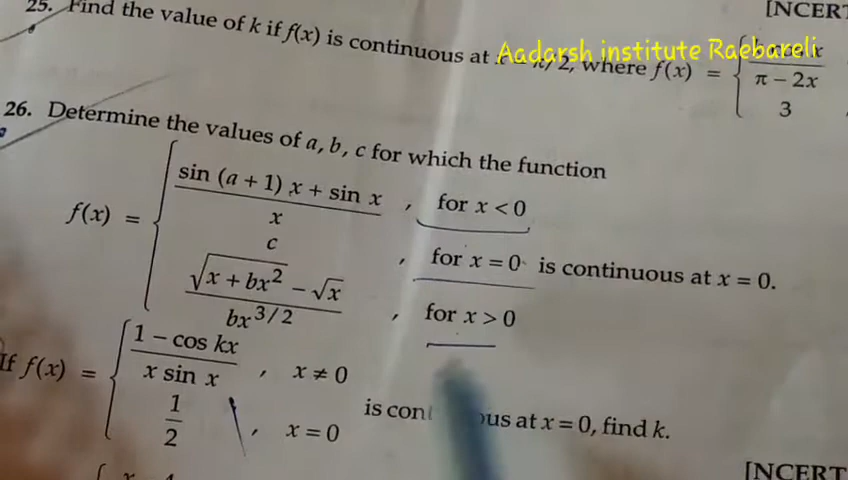 [NCERT
25. Find the value of k if f(x) is continuous at x = π/2, where f(x) = { / π − 2x
3
Aadarsh institute Raebareli
26. Determine the values of a, b, c for which the function
f(x) = { sin (a + 1) x + sin x / x , for x < 0
c , for x = 0 is continuous at x = 0.
√(x + bx²) − √x / bx^3/2 , for x > 0
If f(x) = { 1 − cos kx / x sin x , x ≠ 0
1/2 , x = 0 is continuous at x = 0, find k.
[NCERT